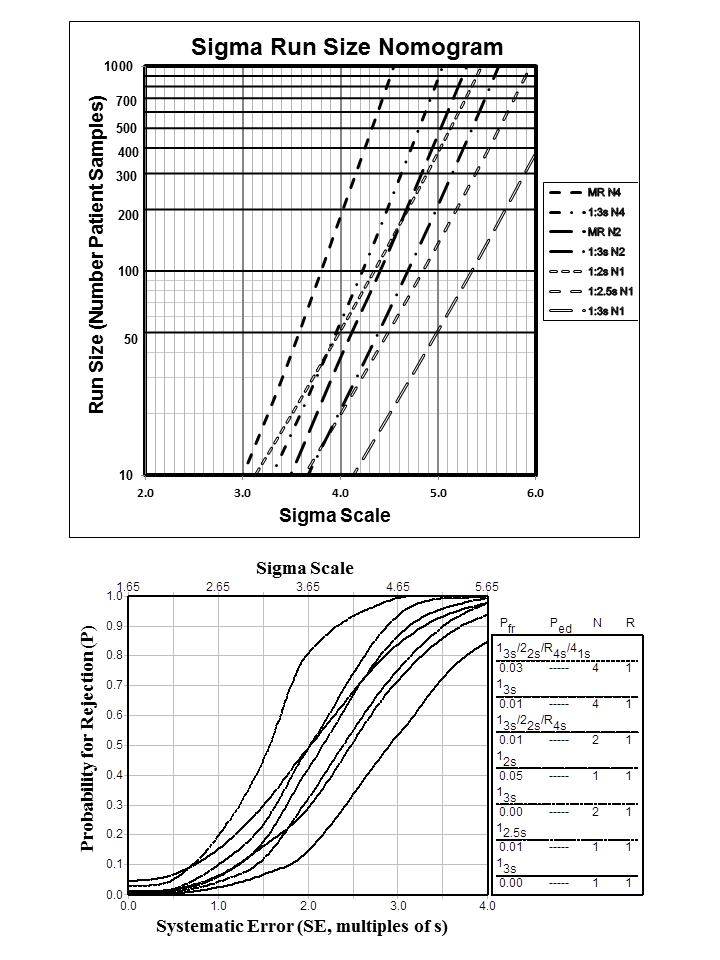 Sigma Run Size Nomogram
Run Size (Number Patient Samples)
1000
700
500
400
300
200
100
50
10
2.0 3.0 4.0 5.0 6.0
Sigma Scale
MR N4
1:3s N4
MR N2
1:3s N2
1:2s N1
1:2.5s N1
1:3s N1
Sigma Scale
1.65 2.65 3.65 4.65 5.65
Probability for Rejection (P)
1.0
0.9
0.8
0.7
0.6
0.5
0.4
0.3
0.2
0.1
0.0
0.0 1.0 2.0 3.0 4.0
Systematic Error (SE, multiples of s)
Pfr Ped N R
13s/22s/R4s/41s
0.03 ----- 4 1
13s
0.01 ----- 4 1
13s/22s/R4s
0.01 ----- 2 1
12s
0.05 ----- 1 1
13s
0.00 ----- 2 1
12.5s
0.01 ----- 1 1
13s
0.00 ----- 1 1